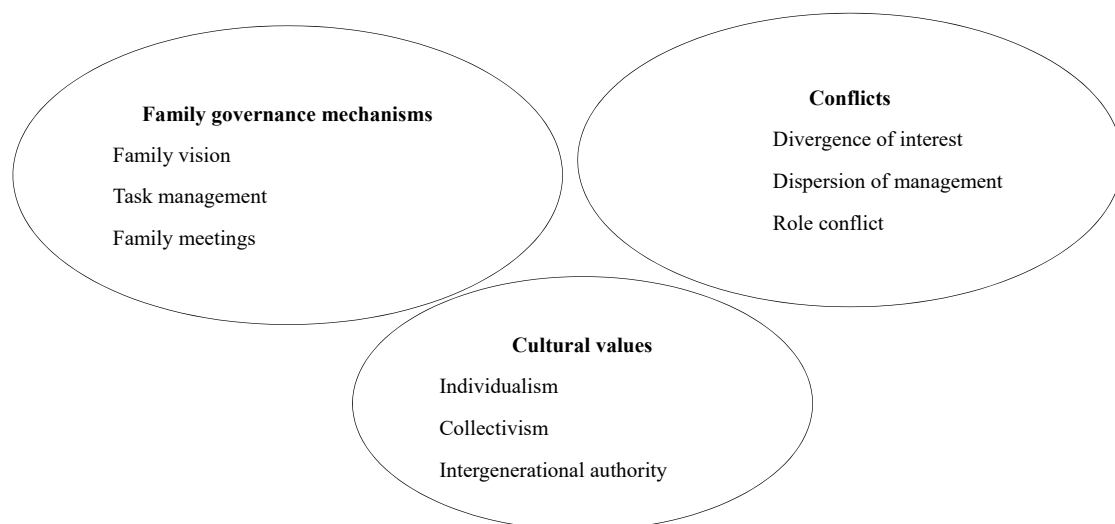 Family governance mechanisms
Family vision
Task management
Family meetings
Conflicts
Divergence of interest
Dispersion of management
Role conflict
Cultural values
Individualism
Collectivism
Intergenerational authority